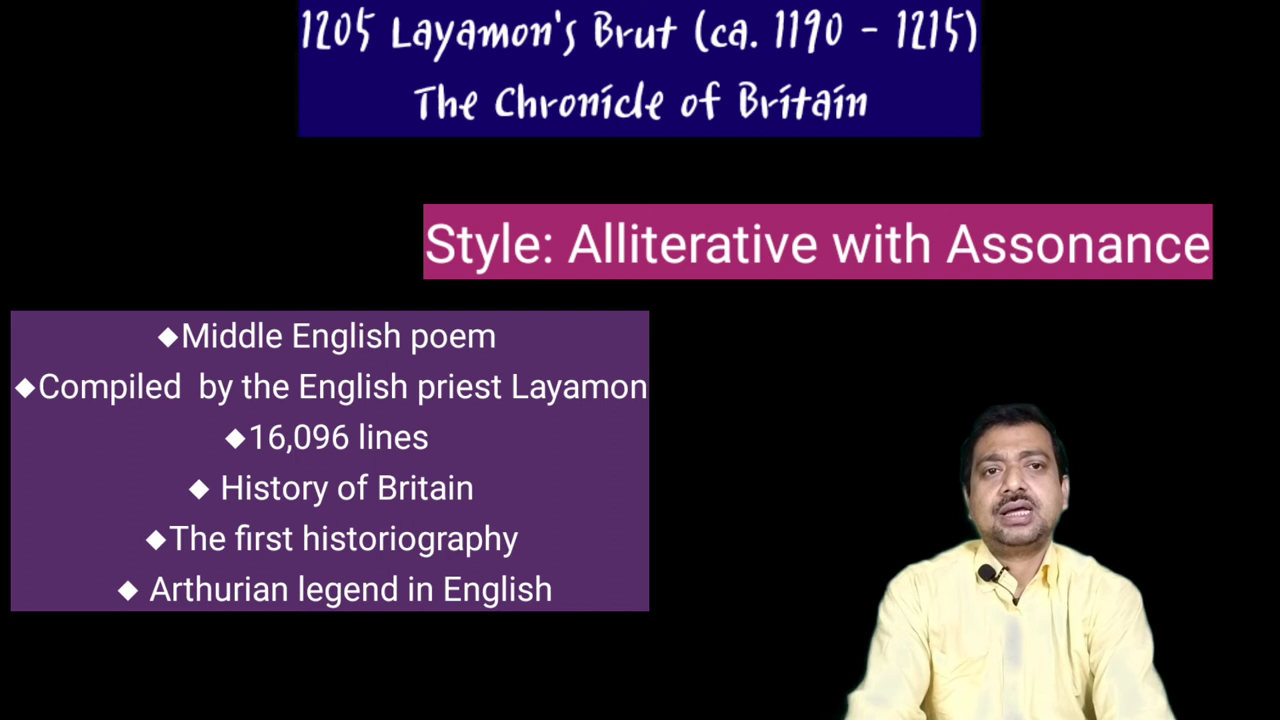 1205 Layamon's Brut (ca. 1190 - 1215)
The Chronicle of Britain
Style: Alliterative with Assonance
◆Middle English poem
◆Compiled  by the English priest Layamon
◆16,096 lines
◆ History of Britain
◆The first historiography
◆ Arthurian legend in English